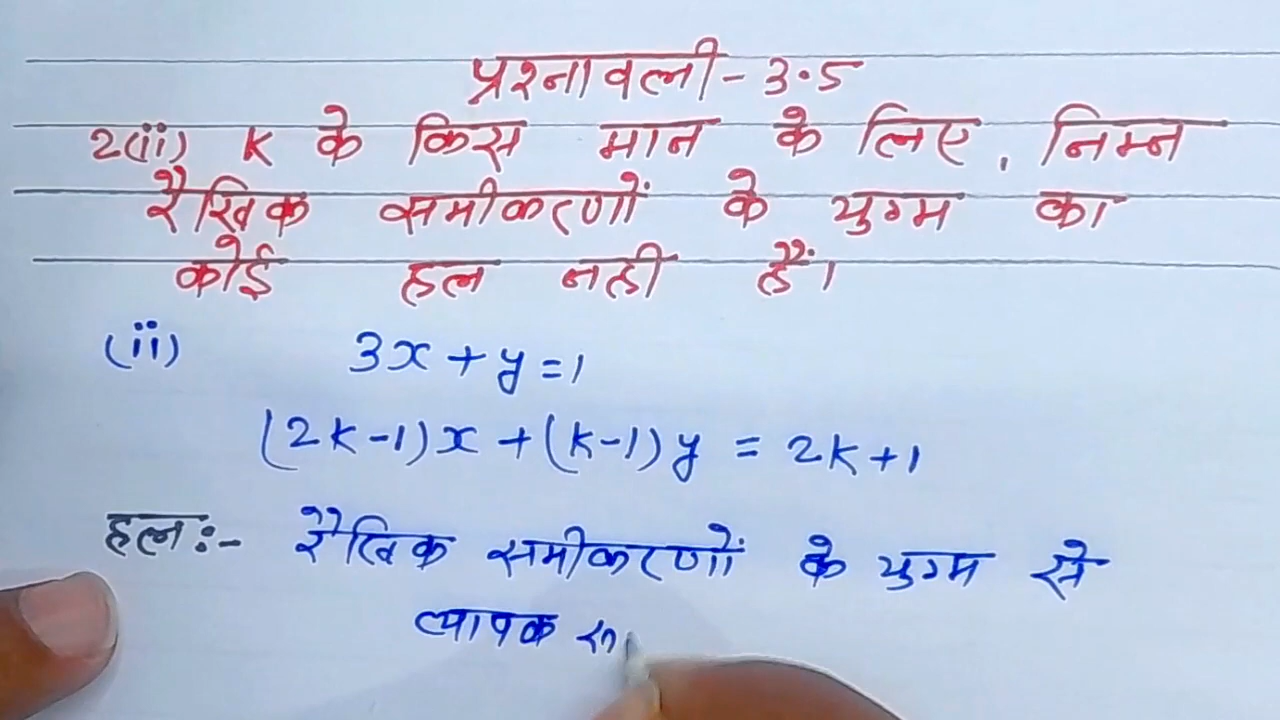 प्रश्नावली - 3.5
2(ii) K के किस मान के लिए, निम्न
रैखिक समीकरणों के युग्म का
कोई हल नही हैं।
(ii) 3x + y = 1
(2k-1)x + (k-1)y = 2k+1
हल:- रैखिक समीकरणों के युग्म से
व्यापक